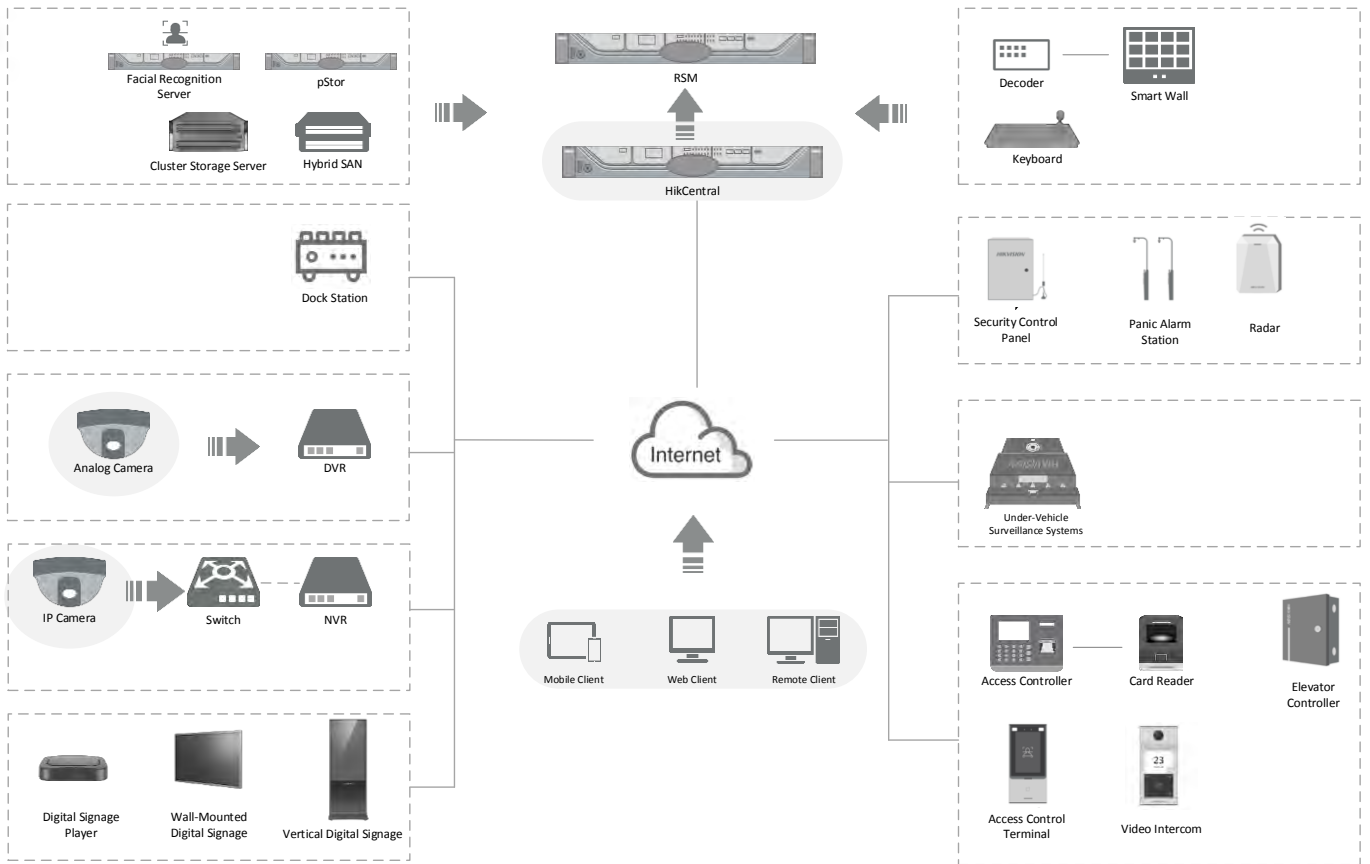 Facial Recognition
Server
pStor
Cluster Storage Server
Hybrid SAN
RSM
HikCentral
Decoder
Smart Wall
Keyboard
Dock Station
HIKVISION
Security Control
Panel
Panic Alarm
Station
Radar
Analog Camera
DVR
Internet
Under-Vehicle
Surveillance Systems
IP Camera
Switch
NVR
Mobile Client
Web Client
Remote Client
Access Controller
Card Reader
Elevator
Controller
Digital Signage
Player
Wall-Mounted
Digital Signage
Vertical Digital Signage
Access Control
Terminal
23
Video Intercom